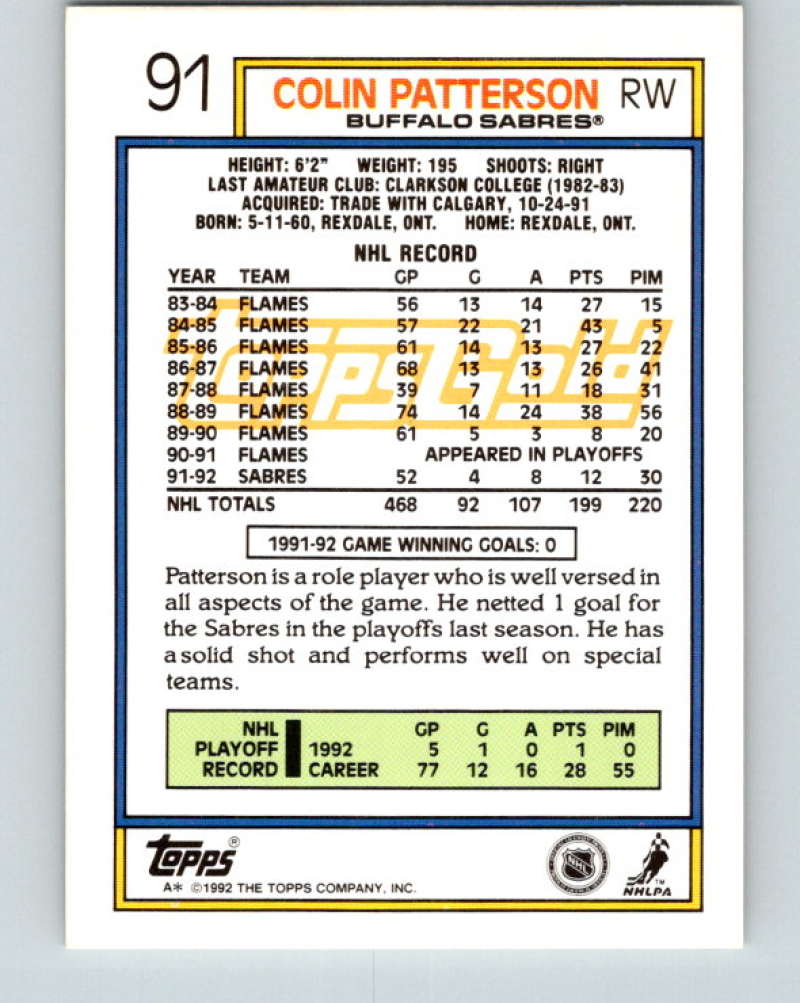 91
COLIN PATTERSON RW
BUFFALO SABRES®
HEIGHT: 6'2" WEIGHT: 195 SHOOTS: RIGHT
LAST AMATEUR CLUB: CLARKSON COLLEGE (1982-83)
ACQUIRED: TRADE WITH CALGARY, 10-24-91
BORN: 5-11-60, REXDALE, ONT. HOME: REXDALE, ONT.
NHL RECORD
YEAR TEAM GP G A PTS PIM
83-84 FLAMES 56 13 14 27 15
84-85 FLAMES 57 22 21 43 5
85-86 FLAMES 61 14 13 27 22
86-87 FLAMES 68 13 13 26 41
87-88 FLAMES 39 7 11 18 31
88-89 FLAMES 74 14 24 38 56
89-90 FLAMES 61 5 3 8 20
90-91 FLAMES APPEARED IN PLAYOFFS
91-92 SABRES 52 4 8 12 30
NHL TOTALS 468 92 107 199 220
ToppsGold
1991-92 GAME WINNING GOALS: 0
Patterson is a role player who is well versed in
all aspects of the game. He netted 1 goal for
the Sabres in the playoffs last season. He has
a solid shot and performs well on special
teams.
NHL GP G A PTS PIM
PLAYOFF 1992 5 1 0 1 0
RECORD CAREER 77 12 16 28 55
TOPPS®
A* ©1992 THE TOPPS COMPANY, INC.
NHL
™
NHLPA